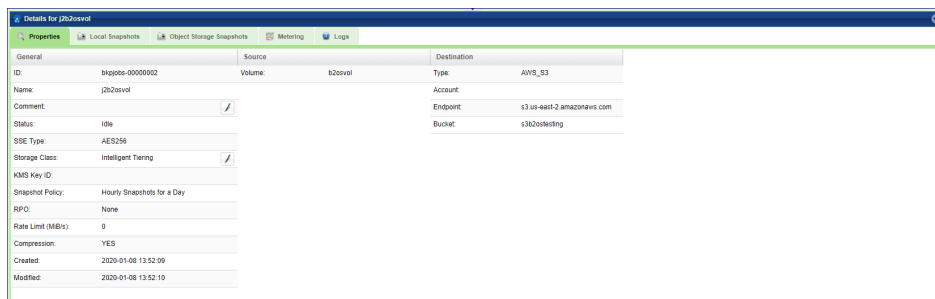 Details for j2b2osvol
Properties Local Snapshots Object Storage Snapshots Metering Logs
General Source Destination
ID: bkpjobs-00000002 Volume: b2osvol Type: AWS_S3
Name: j2b2osvol Account:
Comment: Endpoint: s3.us-east-2.amazonaws.com
Status: Idle Bucket: s3b2ostesting
SSE Type: AES256
Storage Class: Intelligent Tiering
KMS Key ID:
Snapshot Policy: Hourly Snapshots for a Day
RPO: None
Rate Limit (MiB/s): 0
Compression: YES
Created: 2020-01-08 13:52:09
Modified: 2020-01-08 13:52:10